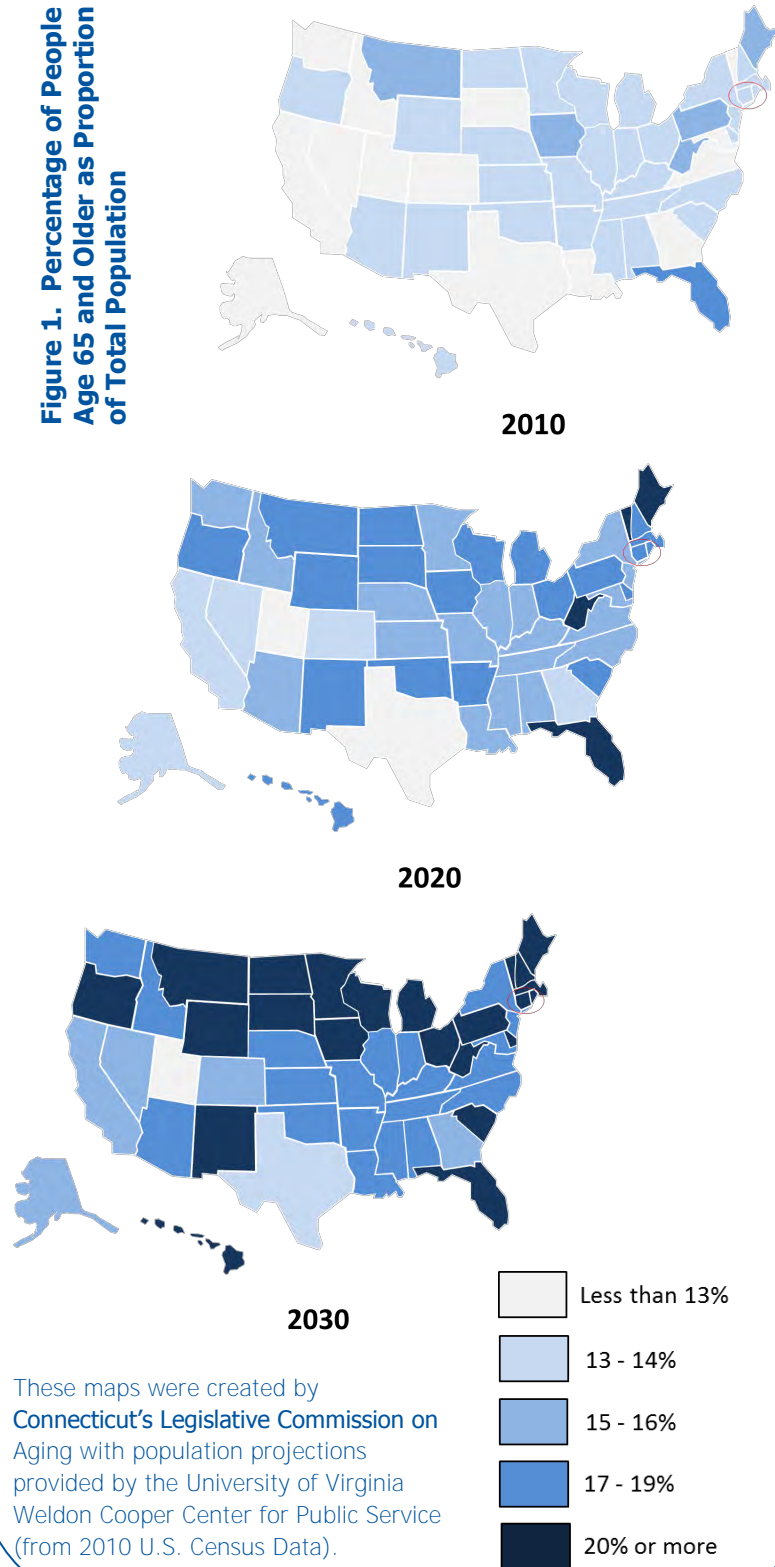 Figure 1. Percentage of People
Age 65 and Older as Proportion
of Total Population
2010
2020
2030
Less than 13%
13 - 14%
15 - 16%
17 - 19%
20% or more
These maps were created by
Connecticut’s Legislative Commission on
Aging with population projections
provided by the University of Virginia
Weldon Cooper Center for Public Service
(from 2010 U.S. Census Data).